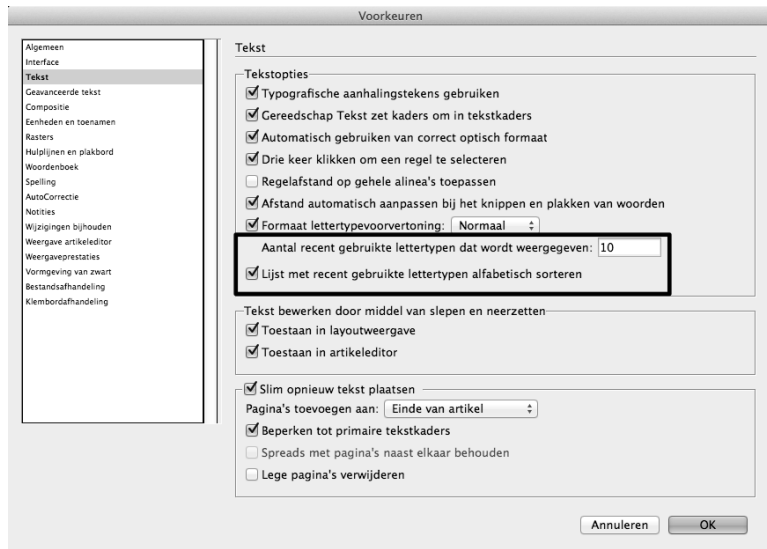 Voorkeuren
Algemeen
Interface
Tekst
Geavanceerde tekst
Compositie
Eenheden en toenamen
Rasters
Hulplijnen en plakbord
Woordenboek
Spelling
AutoCorrectie
Notities
Wijzigingen bijhouden
Weergave artikeleditor
Weergaveprestaties
Vormgeving van zwart
Bestandsafhandeling
Klembordafhandeling
Tekst
Tekstopties
Typografische aanhalingstekens gebruiken
Gereedschap Tekst zet kaders om in tekstkaders
Automatisch gebruiken van correct optisch formaat
Drie keer klikken om een regel te selecteren
Regelafstand op gehele alinea's toepassen
Afstand automatisch aanpassen bij het knippen en plakken van woorden
Formaat lettertypevoorvertoning: Normaal
Aantal recent gebruikte lettertypen dat wordt weergegeven: 10
Lijst met recent gebruikte lettertypen alfabetisch sorteren
Tekst bewerken door middel van slepen en neerzetten
Toestaan in layoutweergave
Toestaan in artikeleditor
Slim opnieuw tekst plaatsen
Pagina's toevoegen aan: Einde van artikel
Beperken tot primaire tekstkaders
Spreads met pagina's naast elkaar behouden
Lege pagina's verwijderen
Annuleren OK